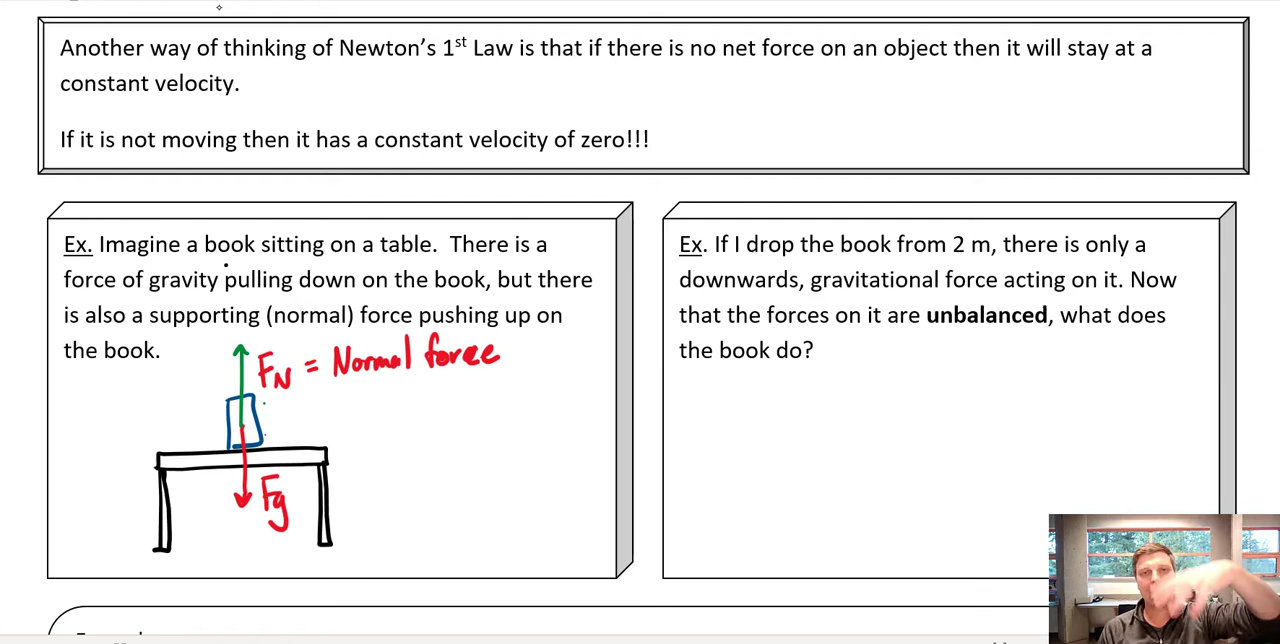 Another way of thinking of Newton's 1st Law is that if there is no net force on an object then it will stay at a
constant velocity.
If it is not moving then it has a constant velocity of zero!!!
Ex. Imagine a book sitting on a table. There is a
force of gravity pulling down on the book, but there
is also a supporting (normal) force pushing up on
the book.
FN = Normal force
Fg
Ex. If I drop the book from 2 m, there is only a
downwards, gravitational force acting on it. Now
that the forces on it are unbalanced, what does
the book do?